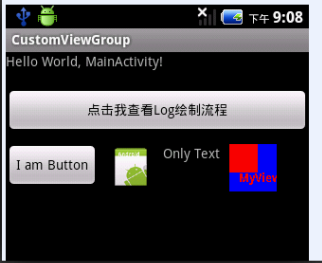 下午 9:08
CustomViewGroup
Hello World, MainActivity!
点击我查看Log绘制流程
I am Button
Only Text
MyView